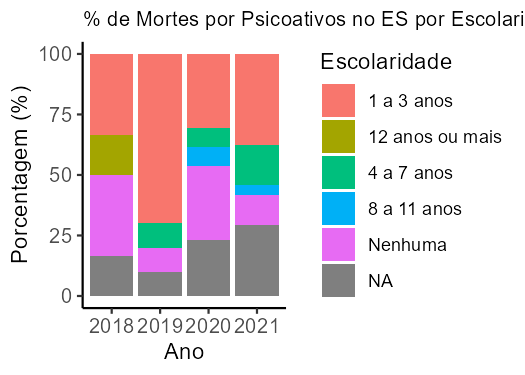 % de Mortes por Psicoativos no ES por Escolari
Porcentagem (%)
100
75
50
25
0
2018 2019 2020 2021
Ano
Escolaridade
1 a 3 anos
12 anos ou mais
4 a 7 anos
8 a 11 anos
Nenhuma
NA